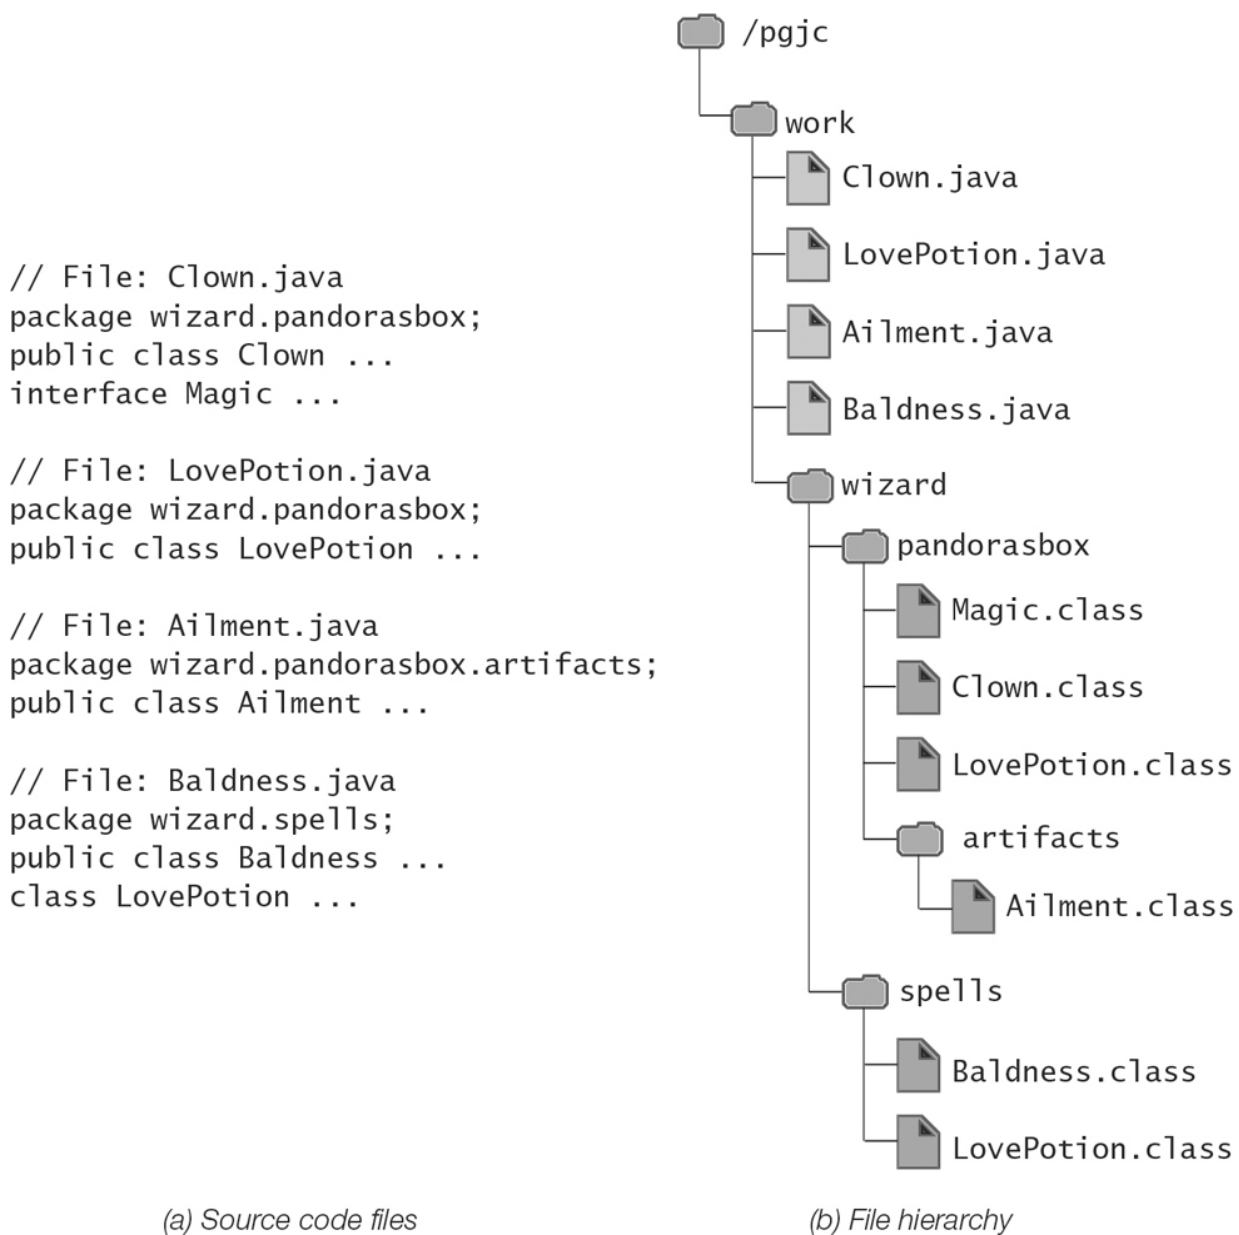 // File: Clown.java
package wizard.pandorasbox;
public class Clown ...
interface Magic ...
// File: LovePotion.java
package wizard.pandorasbox;
public class LovePotion ...
// File: Ailment.java
package wizard.pandorasbox.artifacts;
public class Ailment ...
// File: Baldness.java
package wizard.spells;
public class Baldness ...
class LovePotion ...
(a) Source code files
/pgjc
work
Clown.java
LovePotion.java
Ailment.java
Baldness.java
wizard
pandorasbox
Magic.class
Clown.class
LovePotion.class
artifacts
Ailment.class
spells
Baldness.class
LovePotion.class
(b) File hierarchy